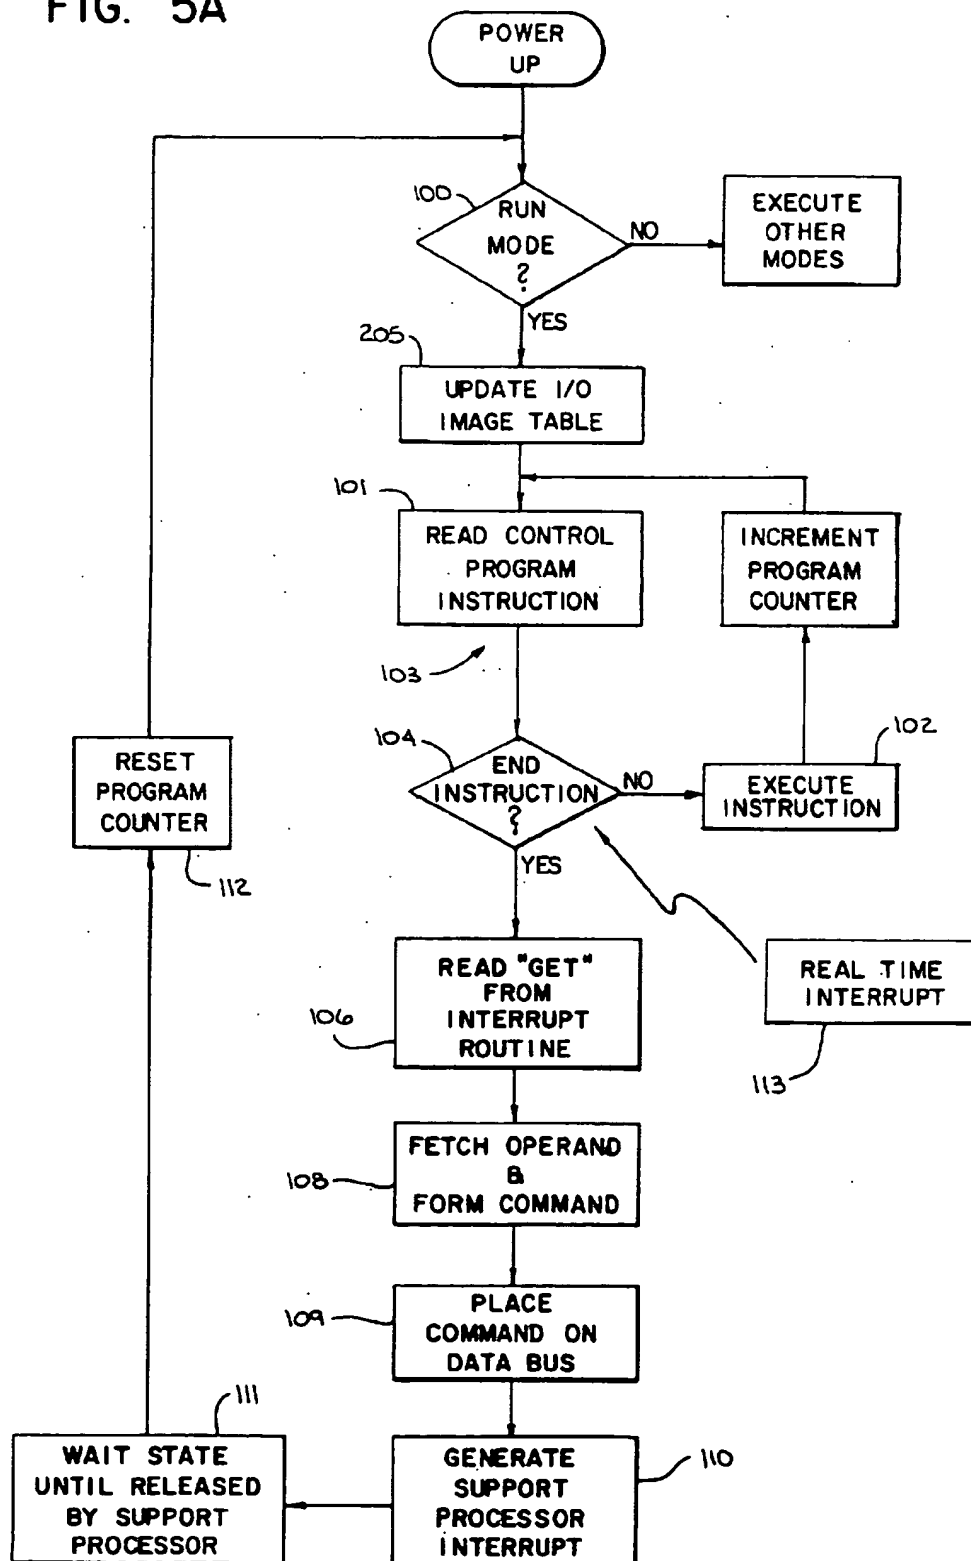 FIG. 5A
POWER
UP
100
RUN
MODE
?
NO
EXECUTE
OTHER
MODES
YES
205
UPDATE I/O
IMAGE TABLE
101
READ CONTROL
PROGRAM
INSTRUCTION
INCREMENT
PROGRAM
COUNTER
103
104
END
INSTRUCTION
?
NO
102
EXECUTE
INSTRUCTION
YES
RESET
PROGRAM
COUNTER
112
READ "GET"
FROM
INTERRUPT
ROUTINE
106
REAL TIME
INTERRUPT
113
FETCH OPERAND
&
FORM COMMAND
108
PLACE
COMMAND ON
DATA BUS
109
111
WAIT STATE
UNTIL RELEASED
BY SUPPORT
PROCESSOR
GENERATE
SUPPORT
PROCESSOR
INTERRUPT
110